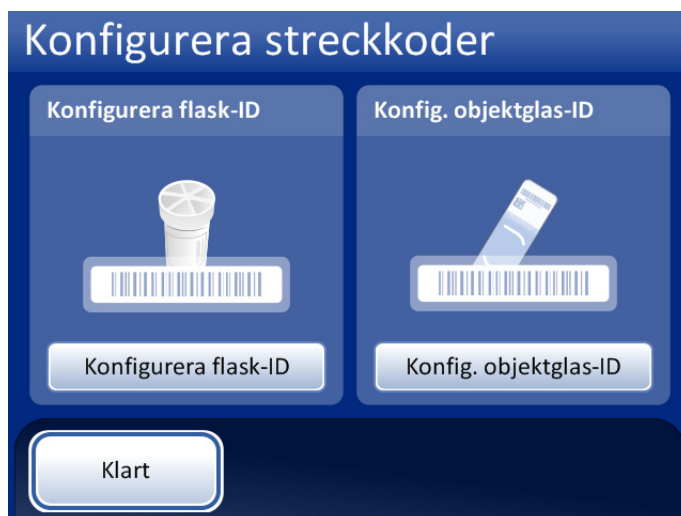 Konfigurera streckkoder
Konfigurera flask-ID
Konfig. objektglas-ID
Konfigurera flask-ID
Konfig. objektglas-ID
Klart